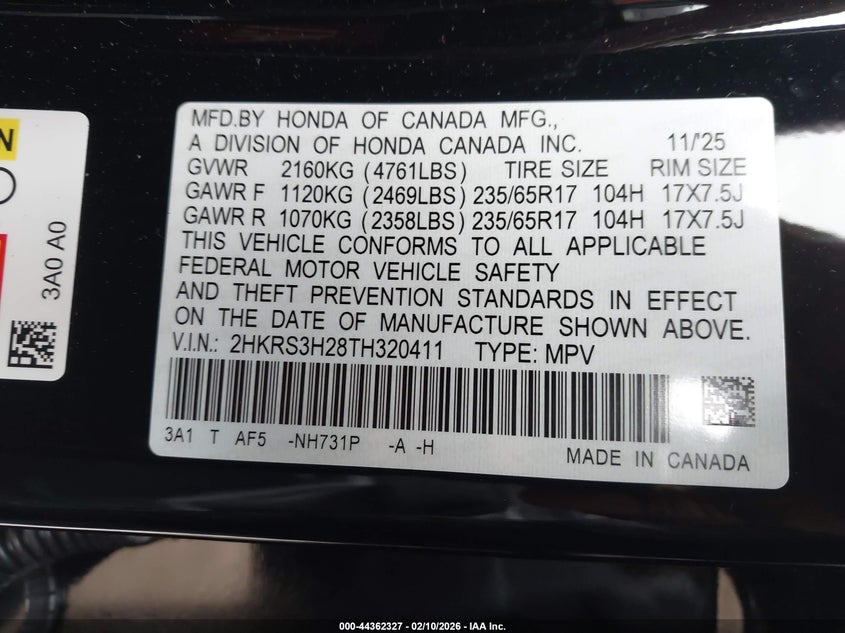 N
3A0 A0
MFD.BY HONDA OF CANADA MFG.,
A DIVISION OF HONDA CANADA INC. 11/'25
GVWR 2160KG (4761LBS) TIRE SIZE RIM SIZE
GAWR F 1120KG (2469LBS) 235/65R17 104H 17X7.5J
GAWR R 1070KG (2358LBS) 235/65R17 104H 17X7.5J
THIS VEHICLE CONFORMS TO ALL APPLICABLE
FEDERAL MOTOR VEHICLE SAFETY
AND THEFT PREVENTION STANDARDS IN EFFECT
ON THE DATE OF MANUFACTURE SHOWN ABOVE.
V.I.N.: 2HKRS3H28TH320411 TYPE: MPV
3A1 T AF5 -NH731P -A -H
MADE IN CANADA
000-44362327 - 02/10/2026 - IAA Inc.